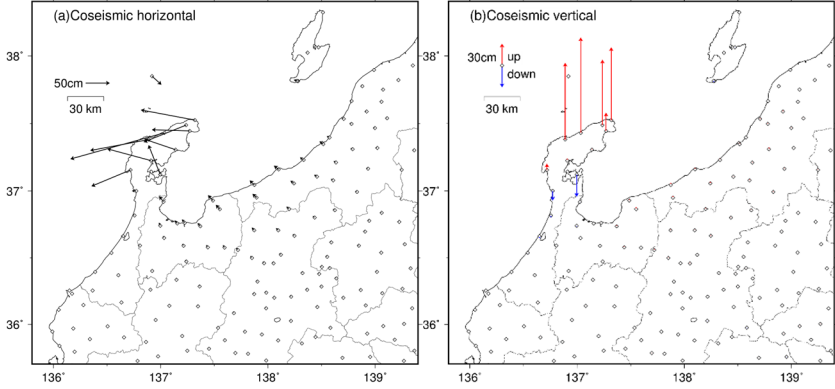 (a)Coseismic horizontal
38°
50cm
30 km
37°
36°
136° 137° 138° 139°
(b)Coseismic vertical
38°
30cm up
down
30 km
37°
36°
136° 137° 138° 139°